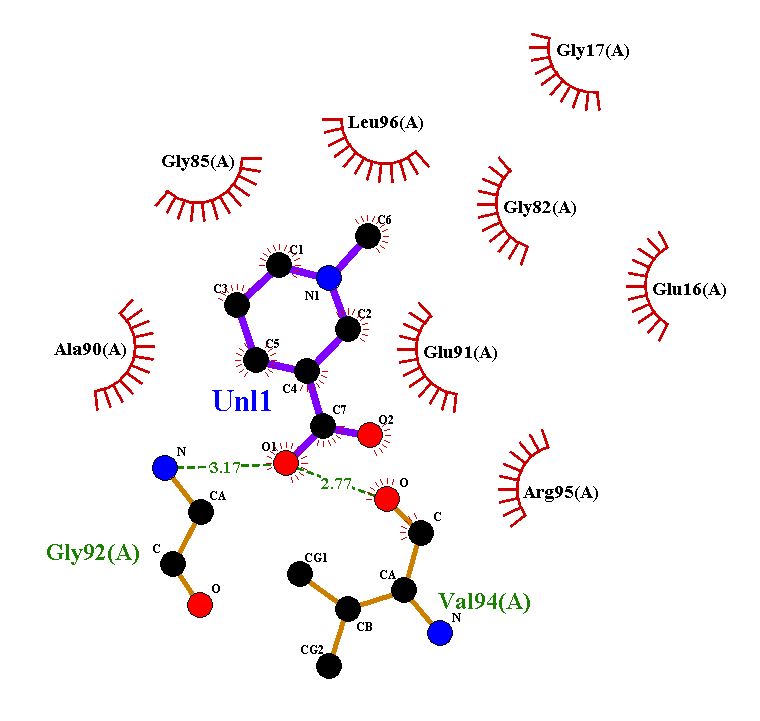 Gly17(A)
Leu96(A)
Gly85(A)
Gly82(A)
C6
C1
Glu16(A)
C3
N1
C2
Ala90(A)
C5
Glu91(A)
C4
Unl1
C7
O2
O1
N
3.17
2.77
O
Arg95(A)
CA
C
Gly92(A)
C
CG1
CA
O
Val94(A)
N
CB
CG2